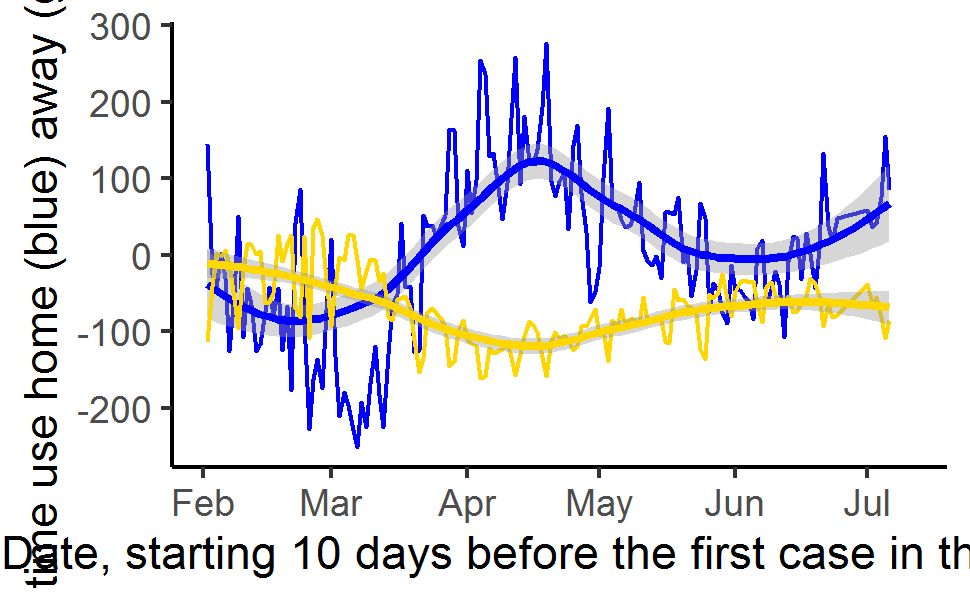 time use home (blue) away (
300
200
100
0
-100
-200
Feb Mar Apr May Jun Jul
Date, starting 10 days before the first case in th